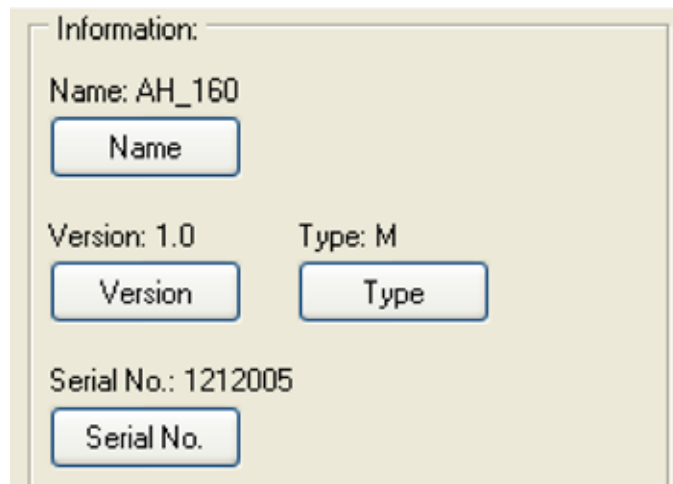 Information:
Name: AH_160
Name
Version: 1.0 Type: M
Version Type
Serial No.: 1212005
Serial No.